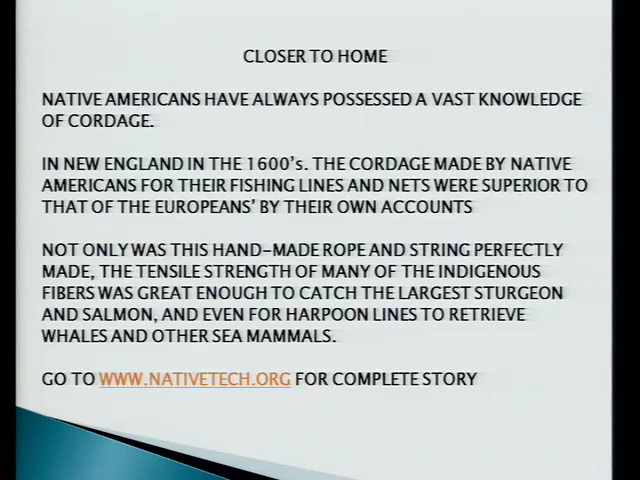 CLOSER TO HOME
NATIVE AMERICANS HAVE ALWAYS POSSESSED A VAST KNOWLEDGE
OF CORDAGE.
IN NEW ENGLAND IN THE 1600's. THE CORDAGE MADE BY NATIVE
AMERICANS FOR THEIR FISHING LINES AND NETS WERE SUPERIOR TO
THAT OF THE EUROPEANS' BY THEIR OWN ACCOUNTS
NOT ONLY WAS THIS HAND-MADE ROPE AND STRING PERFECTLY
MADE, THE TENSILE STRENGTH OF MANY OF THE INDIGENOUS
FIBERS WAS GREAT ENOUGH TO CATCH THE LARGEST STURGEON
AND SALMON, AND EVEN FOR HARPOON LINES TO RETRIEVE
WHALES AND OTHER SEA MAMMALS.
GO TO WWW.NATIVETECH.ORG FOR COMPLETE STORY